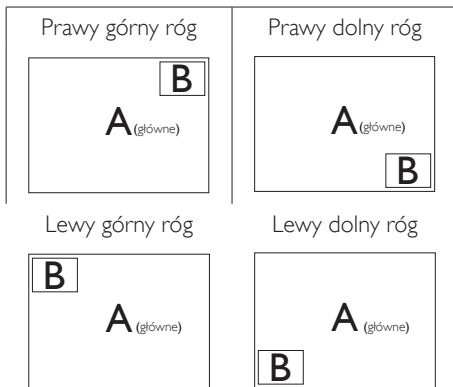 Prawy górny róg
B
A (główne)
Prawy dolny róg
A (główne)
B
Lewy górny róg
B
A (główne)
Lewy dolny róg
A (główne)
B